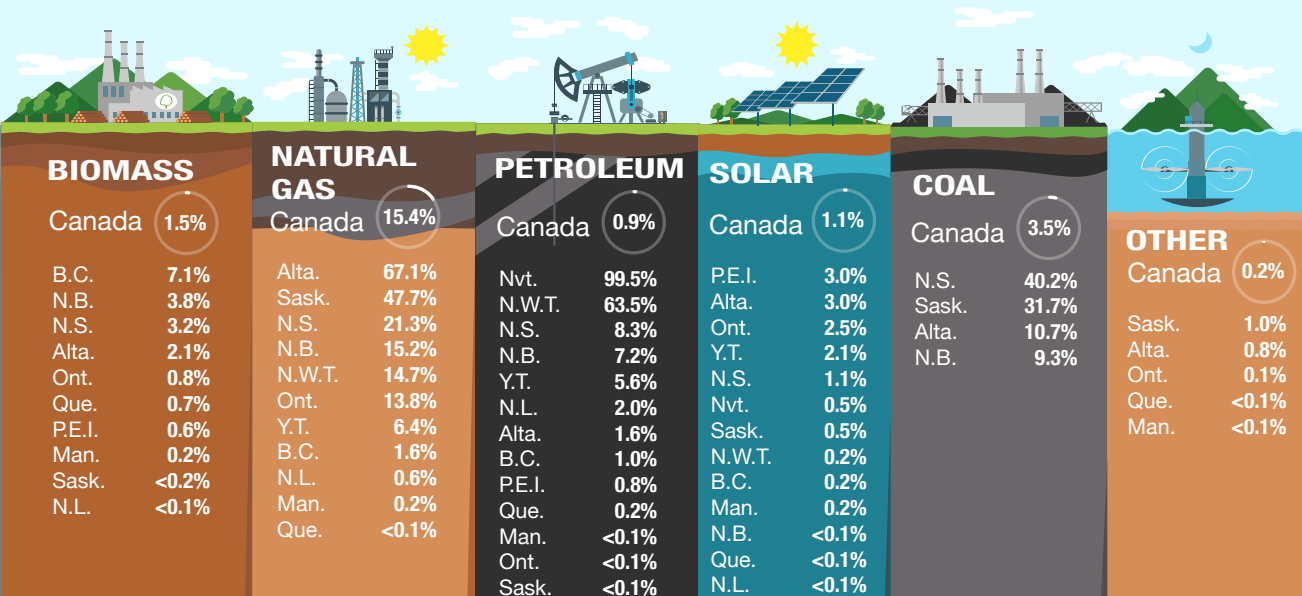 BIOMASS
Canada 1.5%
B.C. 7.1%
N.B. 3.8%
N.S. 3.2%
Alta. 2.1%
Ont. 0.8%
Que. 0.7%
P.E.I. 0.6%
Man. 0.2%
Sask. <0.2%
N.L. <0.1%
NATURAL
GAS
Canada 15.4%
Alta. 67.1%
Sask. 47.7%
N.S. 21.3%
N.B. 15.2%
N.W.T. 14.7%
Ont. 13.8%
Y.T. 6.4%
B.C. 1.6%
N.L. 0.6%
Man. 0.2%
Que. <0.1%
PETROLEUM
Canada 0.9%
Nvt. 99.5%
N.W.T. 63.5%
N.S. 8.3%
N.B. 7.2%
Y.T. 5.6%
N.L. 2.0%
Alta. 1.6%
B.C. 1.0%
P.E.I. 0.8%
Que. 0.2%
Man. <0.1%
Ont. <0.1%
Sask. <0.1%
SOLAR
Canada 1.1%
P.E.I. 3.0%
Alta. 3.0%
Ont. 2.5%
Y.T. 2.1%
N.S. 1.1%
Nvt. 0.5%
Sask. 0.5%
N.W.T. 0.2%
B.C. 0.2%
Man. 0.2%
N.B. <0.1%
Que. <0.1%
N.L. <0.1%
COAL
Canada 3.5%
N.S. 40.2%
Sask. 31.7%
Alta. 10.7%
N.B. 9.3%
OTHER
Canada 0.2%
Sask. 1.0%
Alta. 0.8%
Ont. 0.1%
Que. <0.1%
Man. <0.1%